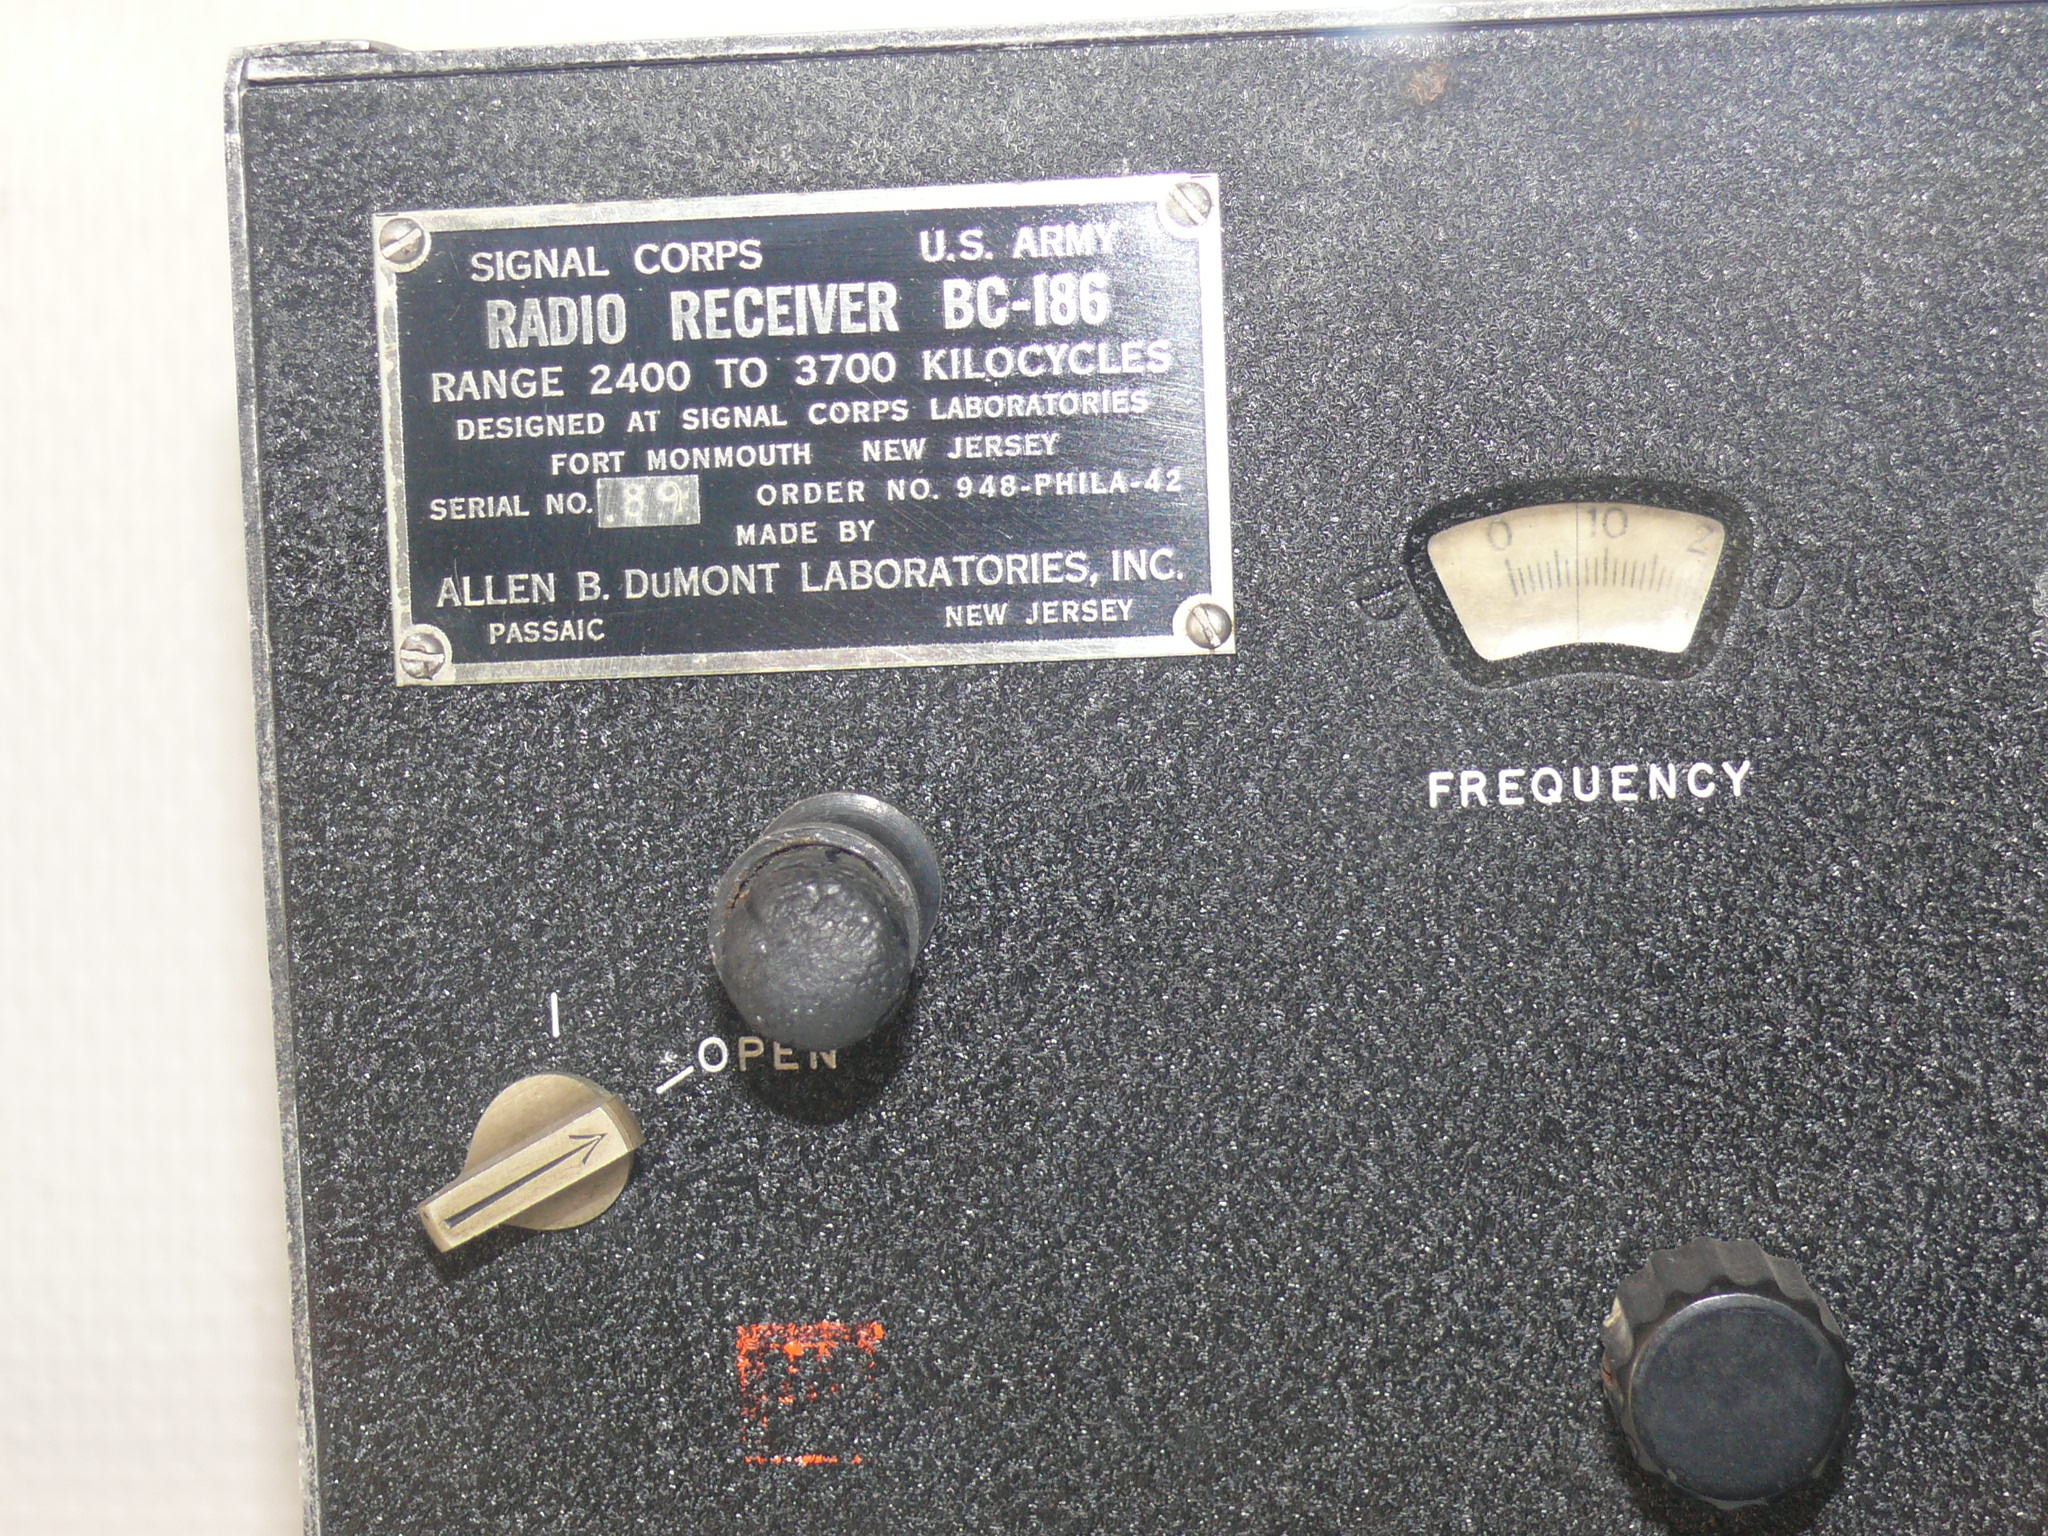 SIGNAL CORPS U.S. ARMY
RADIO RECEIVER BC-186
RANGE 2400 TO 3700 KILOCYCLES
DESIGNED AT SIGNAL CORPS LABORATORIES
FORT MONMOUTH NEW JERSEY
SERIAL NO. 89 ORDER NO. 948-PHILA-42
MADE BY
ALLEN B. DuMONT LABORATORIES, INC.
PASSAIC NEW JERSEY
0 10 2
FREQUENCY
OPEN